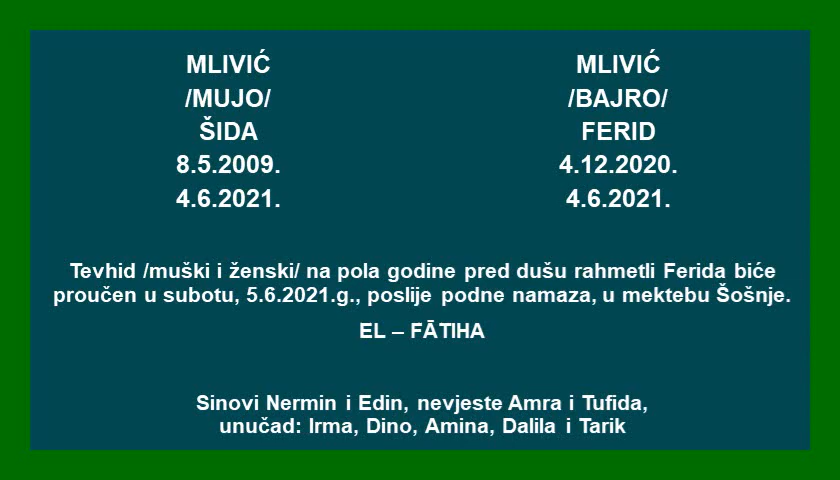 MLIVIĆ
/MUJO/
ŠIDA
8.5.2009.
4.6.2021.
MLIVIĆ
/BAJRO/
FERID
4.12.2020.
4.6.2021.
Tevhid /muški i ženski/ na pola godine pred dušu rahmetli Ferida biće
proučen u subotu, 5.6.2021.g., poslije podne namaza, u mektebu Šošnje.
EL – FĀTIHA
Sinovi Nermin i Edin, nevjeste Amra i Tufida,
unučad: Irma, Dino, Amina, Dalila i Tarik